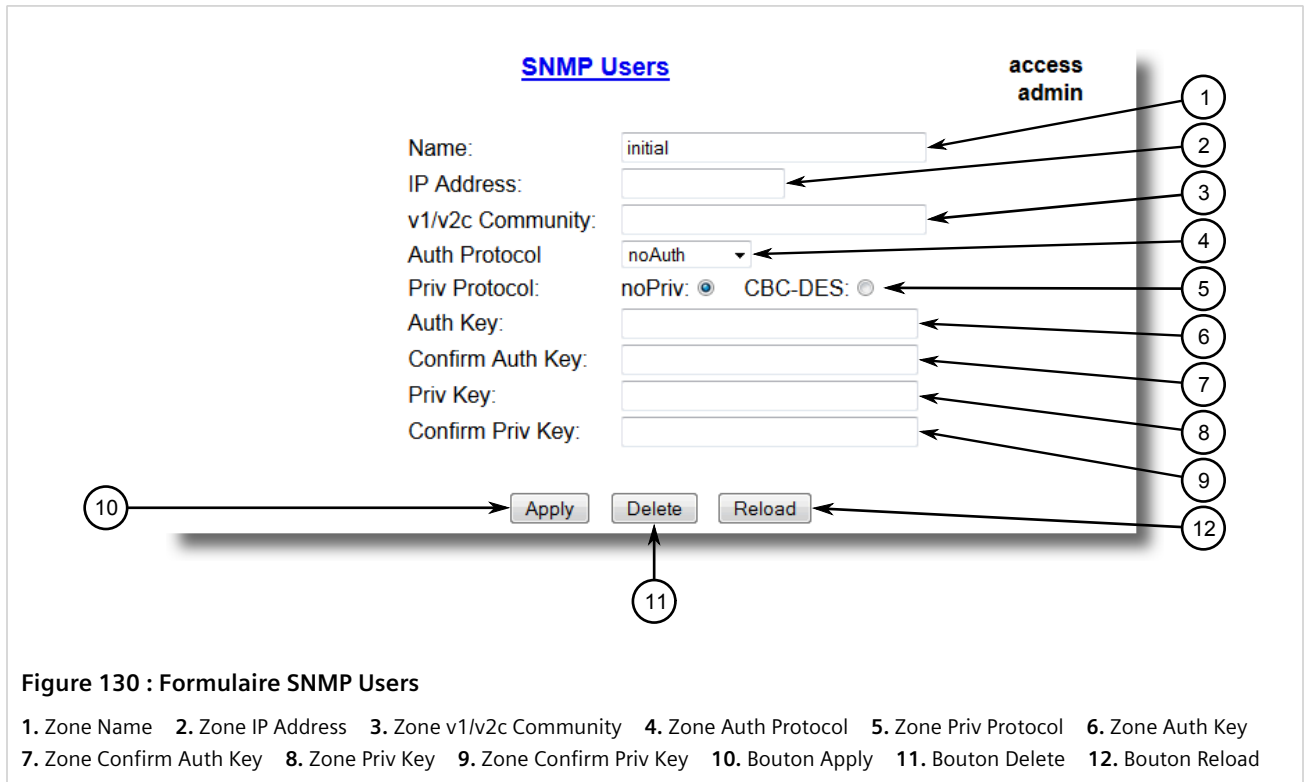 SNMP Users
access
admin
1
Name: initial
2
IP Address:
3
v1/v2c Community:
4
Auth Protocol noAuth
5
Priv Protocol: noPriv: CBC-DES:
6
Auth Key:
7
Confirm Auth Key:
8
Priv Key:
9
Confirm Priv Key:
10
Apply Delete Reload
12
11
Figure 130 : Formulaire SNMP Users
1. Zone Name 2. Zone IP Address 3. Zone v1/v2c Community 4. Zone Auth Protocol 5. Zone Priv Protocol 6. Zone Auth Key
7. Zone Confirm Auth Key 8. Zone Priv Key 9. Zone Confirm Priv Key 10. Bouton Apply 11. Bouton Delete 12. Bouton Reload